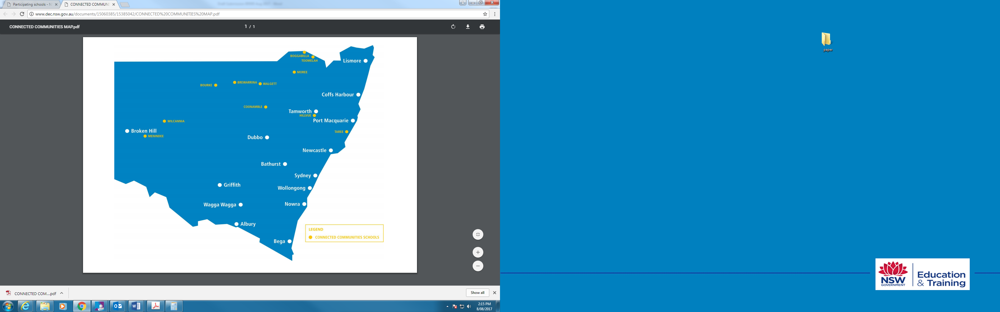 Participating schools - N
CONNECTED COMMUNI
www.dec.nsw.gov.au/documents/15060385/15385042/CONNECTED%20COMMUNITIES%20MAP.pdf
CONNECTED COMMUNITIES MAP.pdf
1 / 1
BOGGABILLA
TOOMELAH
Lismore
MOREE
BOURKE
BREWARRINA
WALGETT
Coffs Harbour
COONAMBLE
Tamworth
HILLVUE
Port Macquarie
WILCANNIA
Broken Hill
TAREE
MENINDEE
Dubbo
Newcastle
Bathurst
Sydney
Griffith
Wollongong
Wagga Wagga
Nowra
Albury
LEGEND
CONNECTED COMMUNITIES SCHOOLS
Bega
CONNECTED COM....pdf
Show all
2:15 PM
8/08/2017
paper
NSW
GOVERNMENT
Education
& Training